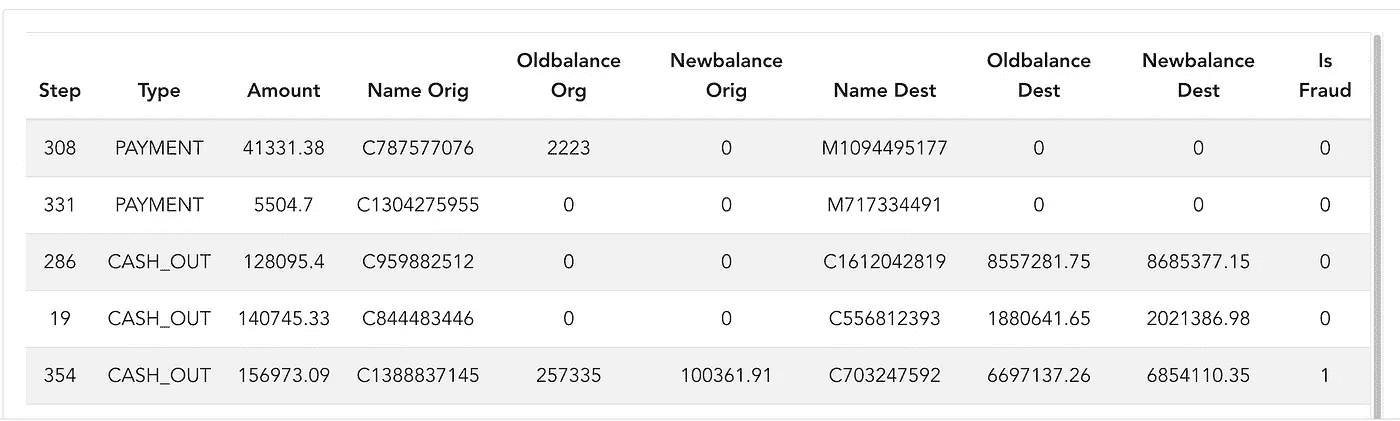 Step Type Amount Name Orig Oldbalance Org Newbalance Orig Name Dest Oldbalance Dest Newbalance Dest Is Fraud
308 PAYMENT 41331.38 C787577076 2223 0 M1094495177 0 0 0
331 PAYMENT 5504.7 C1304275955 0 0 M717334491 0 0 0
286 CASH_OUT 128095.4 C959882512 0 0 C1612042819 8557281.75 8685377.15 0
19 CASH_OUT 140745.33 C844483446 0 0 C556812393 1880641.65 2021386.98 0
354 CASH_OUT 156973.09 C1388837145 257335 100361.91 C703247592 6697137.26 6854110.35 1